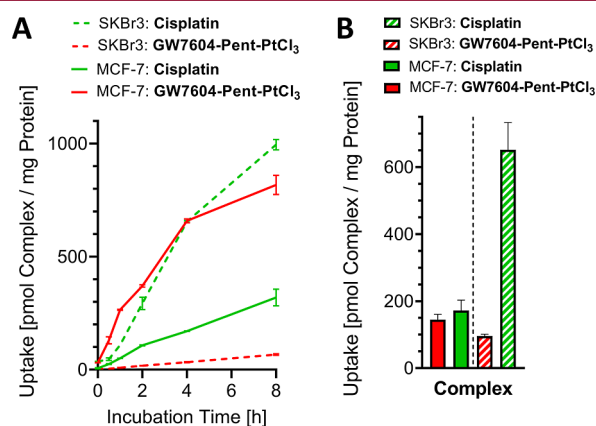 A
SKBr3: Cisplatin
SKBr3: GW7604-Pent-PtCl3
MCF-7: Cisplatin
MCF-7: GW7604-Pent-PtCl3
Uptake [pmol Complex / mg Protein]
1000
500
0
0 2 4 6 8
Incubation Time [h]
B
SKBr3: Cisplatin
SKBr3: GW7604-Pent-PtCl3
MCF-7: Cisplatin
MCF-7: GW7604-Pent-PtCl3
Uptake [pmol Complex / mg Protein]
600
400
200
0
Complex